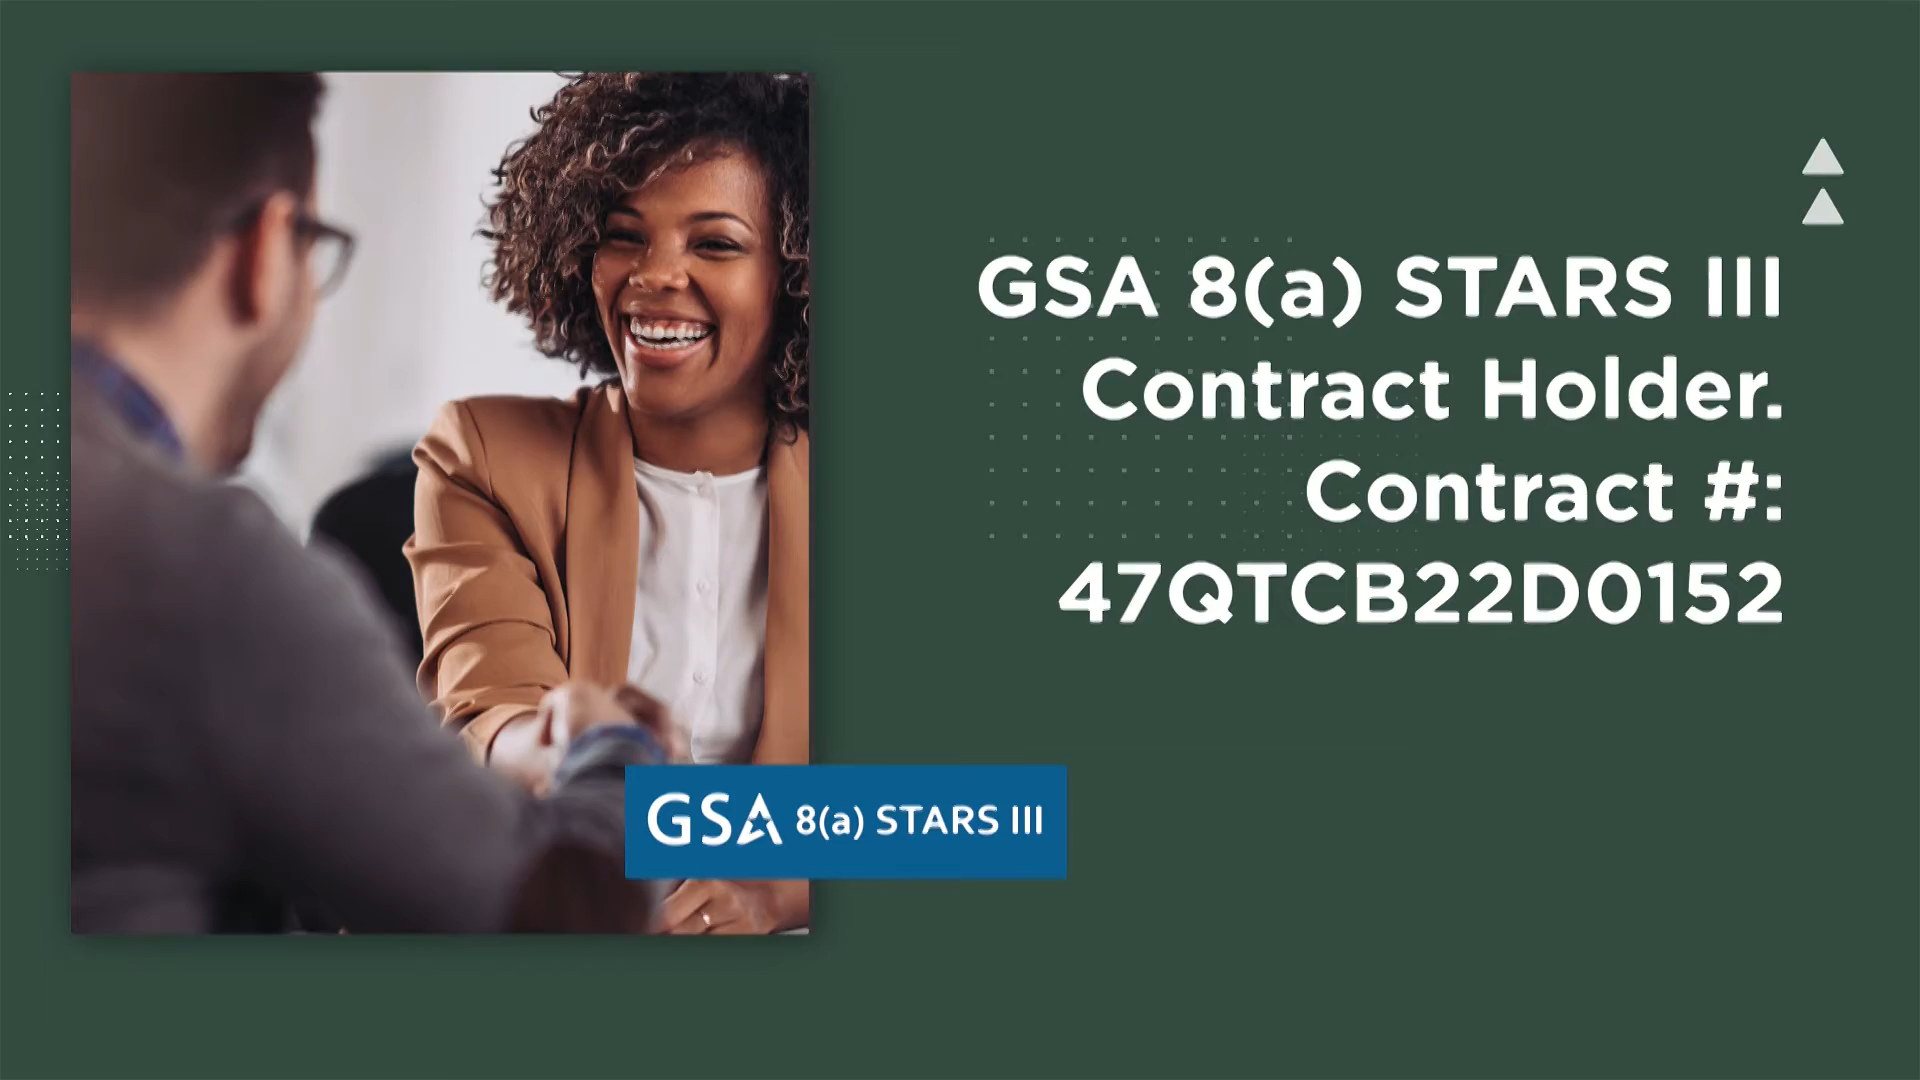 GSA 8(a) STARS III
Contract Holder.
Contract #:
47QTCB22D0152
GSA 8(a) STARS III